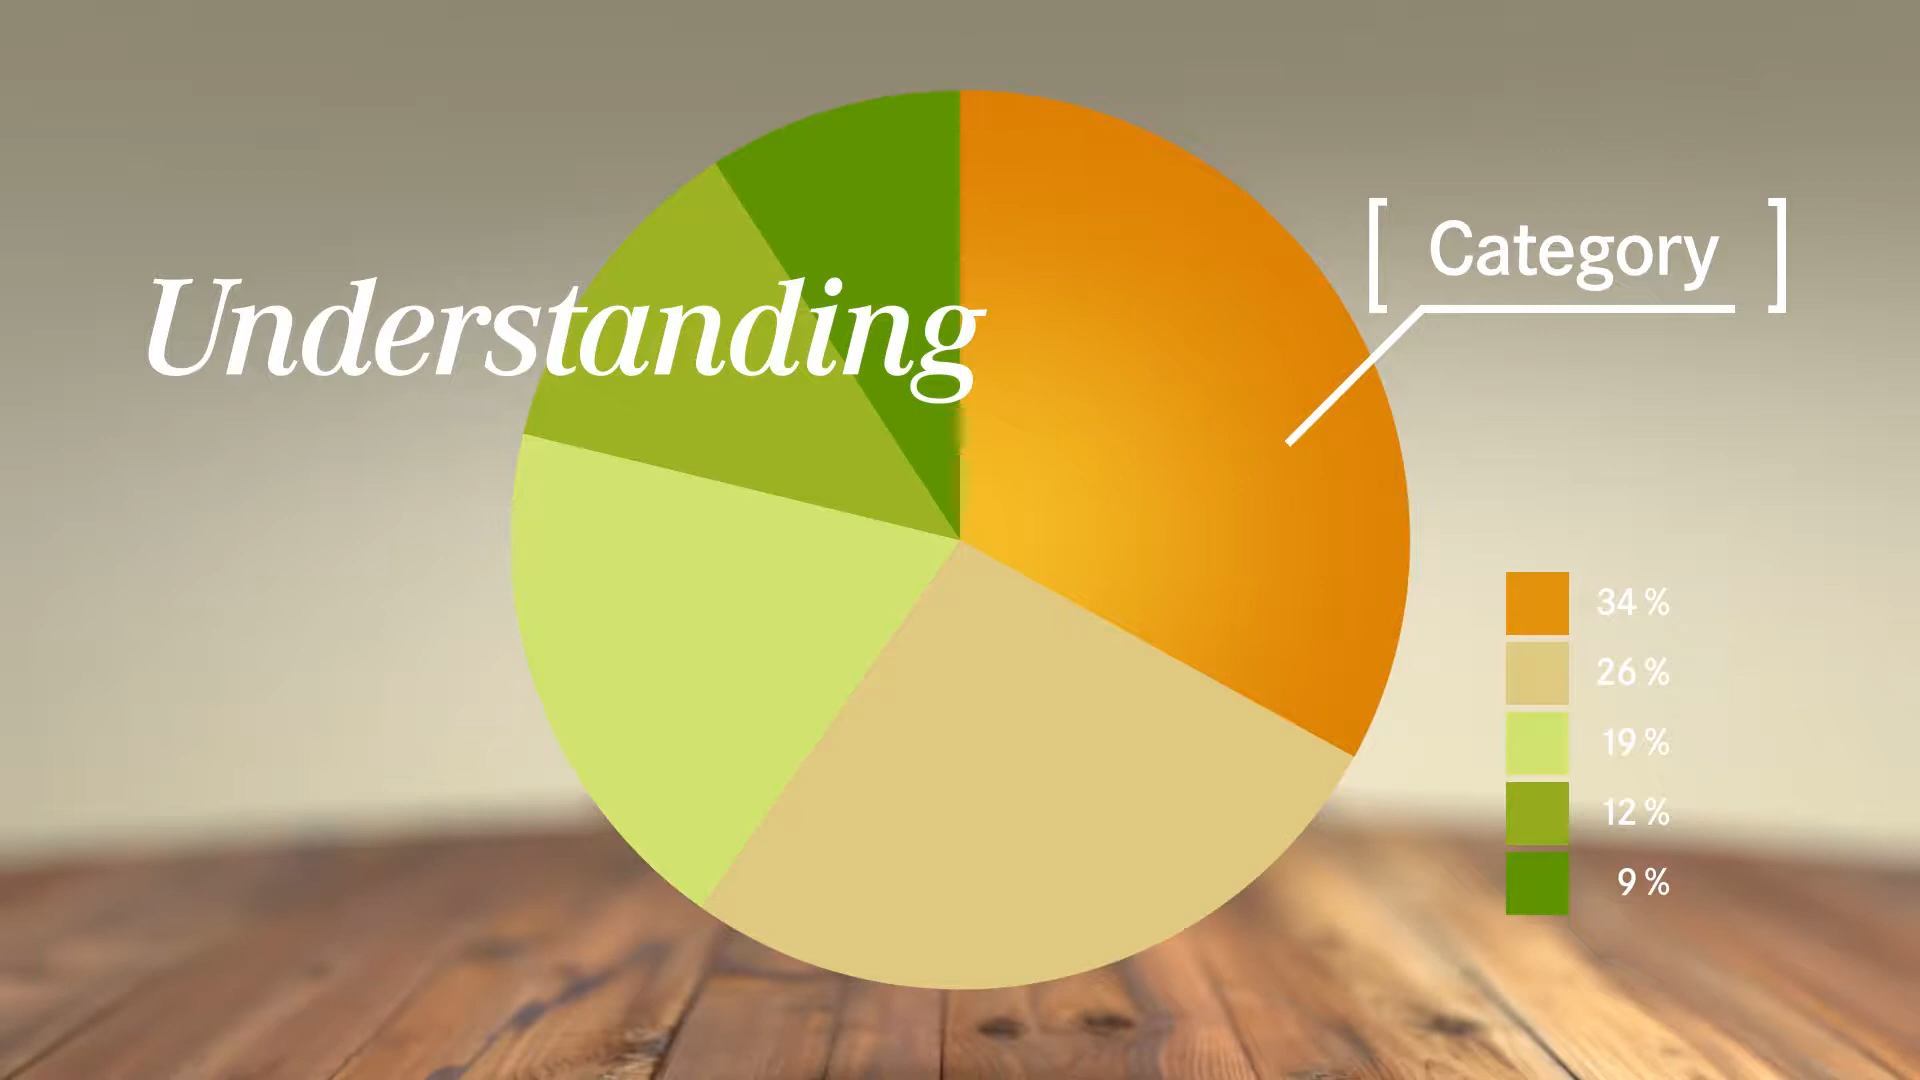 Understanding
[ Category ]
34 %
26 %
19 %
12 %
9 %